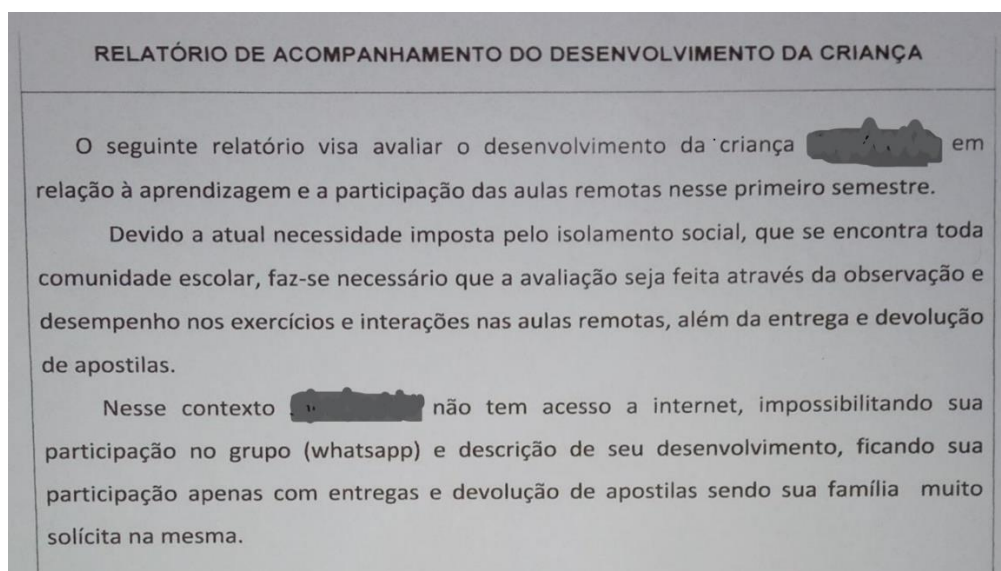 RELATÓRIO DE ACOMPANHAMENTO DO DESENVOLVIMENTO DA CRIANÇA
O seguinte relatório visa avaliar o desenvolvimento da criança em
relação à aprendizagem e a participação das aulas remotas nesse primeiro semestre.
Devido a atual necessidade imposta pelo isolamento social, que se encontra toda
comunidade escolar, faz-se necessário que a avaliação seja feita através da observação e
desempenho nos exercícios e interações nas aulas remotas, além da entrega e devolução
de apostilas.
Nesse contexto não tem acesso a internet, impossibilitando sua
participação no grupo (whatsapp) e descrição de seu desenvolvimento, ficando sua
participação apenas com entregas e devolução de apostilas sendo sua família muito
solícita na mesma.